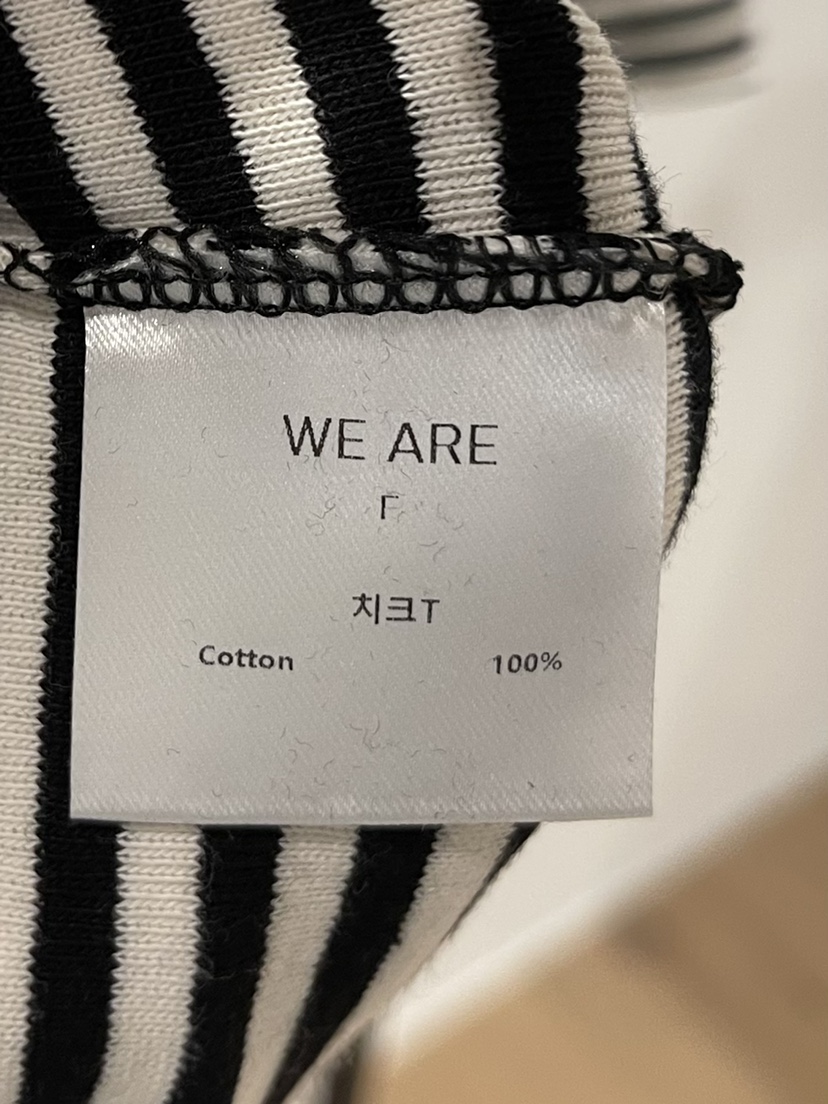 WE ARE
F
치크T
Cotton 100%